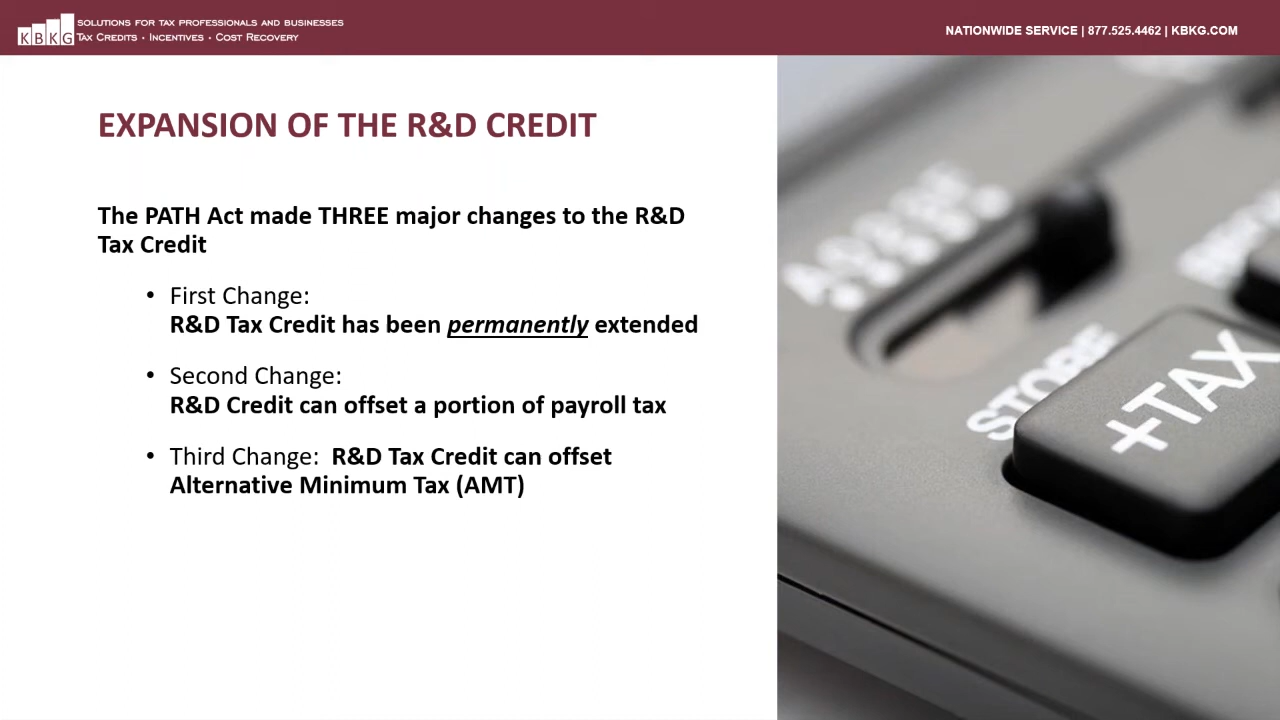 KBKG
SOLUTIONS FOR TAX PROFESSIONALS AND BUSINESSES
TAX CREDITS · INCENTIVES · COST RECOVERY
NATIONWIDE SERVICE | 877.525.4462 | KBKG.COM
EXPANSION OF THE R&D CREDIT
The PATH Act made THREE major changes to the R&D
Tax Credit
• First Change:
R&D Tax Credit has been permanently extended
• Second Change:
R&D Credit can offset a portion of payroll tax
• Third Change: R&D Tax Credit can offset
Alternative Minimum Tax (AMT)
STORE
+TAX